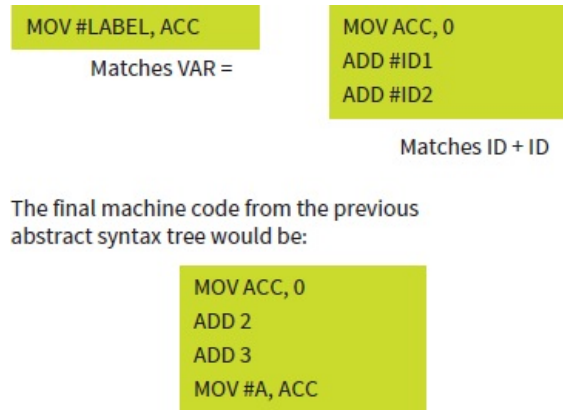 MOV #LABEL, ACC
Matches VAR =
MOV ACC, 0
ADD #ID1
ADD #ID2
Matches ID + ID
The final machine code from the previous
abstract syntax tree would be:
MOV ACC, 0
ADD 2
ADD 3
MOV #A, ACC